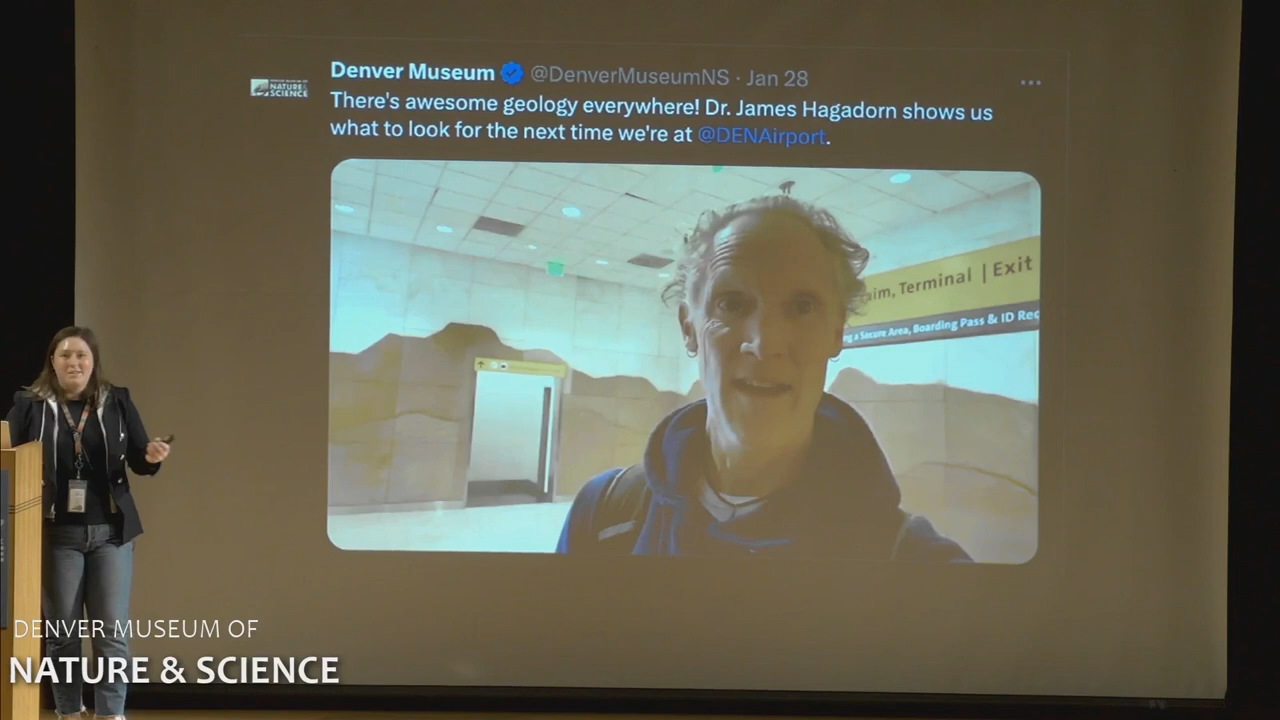 Denver Museum @DenverMuseumNS · Jan 28
NATURE & SCIENCE
There's awesome geology everywhere! Dr. James Hagadorn shows us
what to look for the next time we're at @DENAirport.
aim, Terminal | Exit
a Secure Area, Boarding Pass & ID Req
DENVER MUSEUM OF
NATURE & SCIENCE